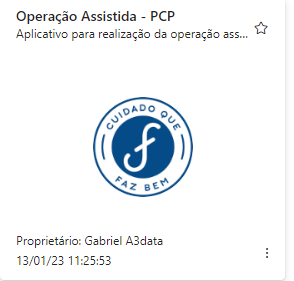 Operação Assistida - PCP
Aplicativo para realização da operação ass...
CUIDADO QUE
f
FAZ BEM
Proprietário: Gabriel A3data
13/01/23 11:25:53